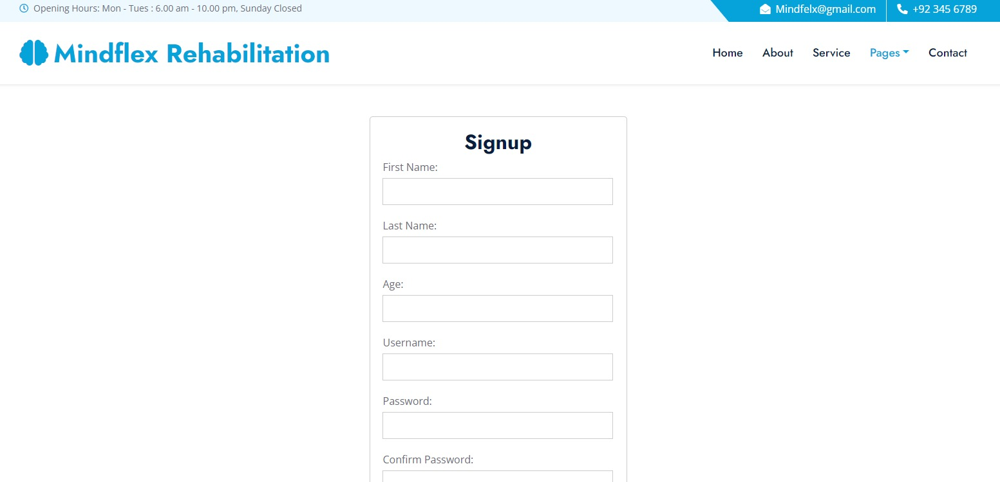 Opening Hours: Mon - Tues : 6.00 am - 10.00 pm, Sunday Closed
Mindfelx@gmail.com
+92 345 6789
Mindflex Rehabilitation
Home About Service Pages Contact
Signup
First Name:
Last Name:
Age:
Username:
Password:
Confirm Password: